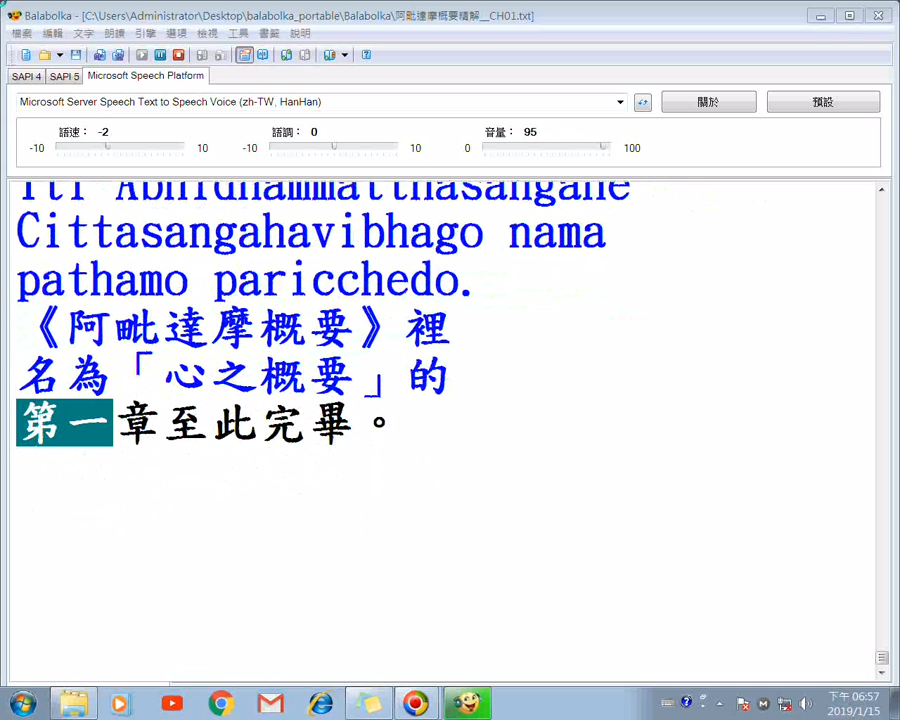 Balabolka - [C:\Users\Administrator\Desktop\balabolka_portable\Balabolka\阿毗達摩概要精解__CH01.txt]
檔案 編輯 文字 朗讀 引擎 選項 檢視 工具 書籤 說明
SAPI 4 SAPI 5 Microsoft Speech Platform
Microsoft Server Speech Text to Speech Voice (zh-TW, HanHan) 關於 預設
語速： -2 語調： 0 音量： 95
-10 10 -10 10 0 100
Iti Abhidhammatthasangahe
Cittasangahavibhago nama
pathamo paricchedo.
《阿毗達摩概要》裡
名為「心之概要」的
第一章至此完畢。
下午 06:57
2019/1/15